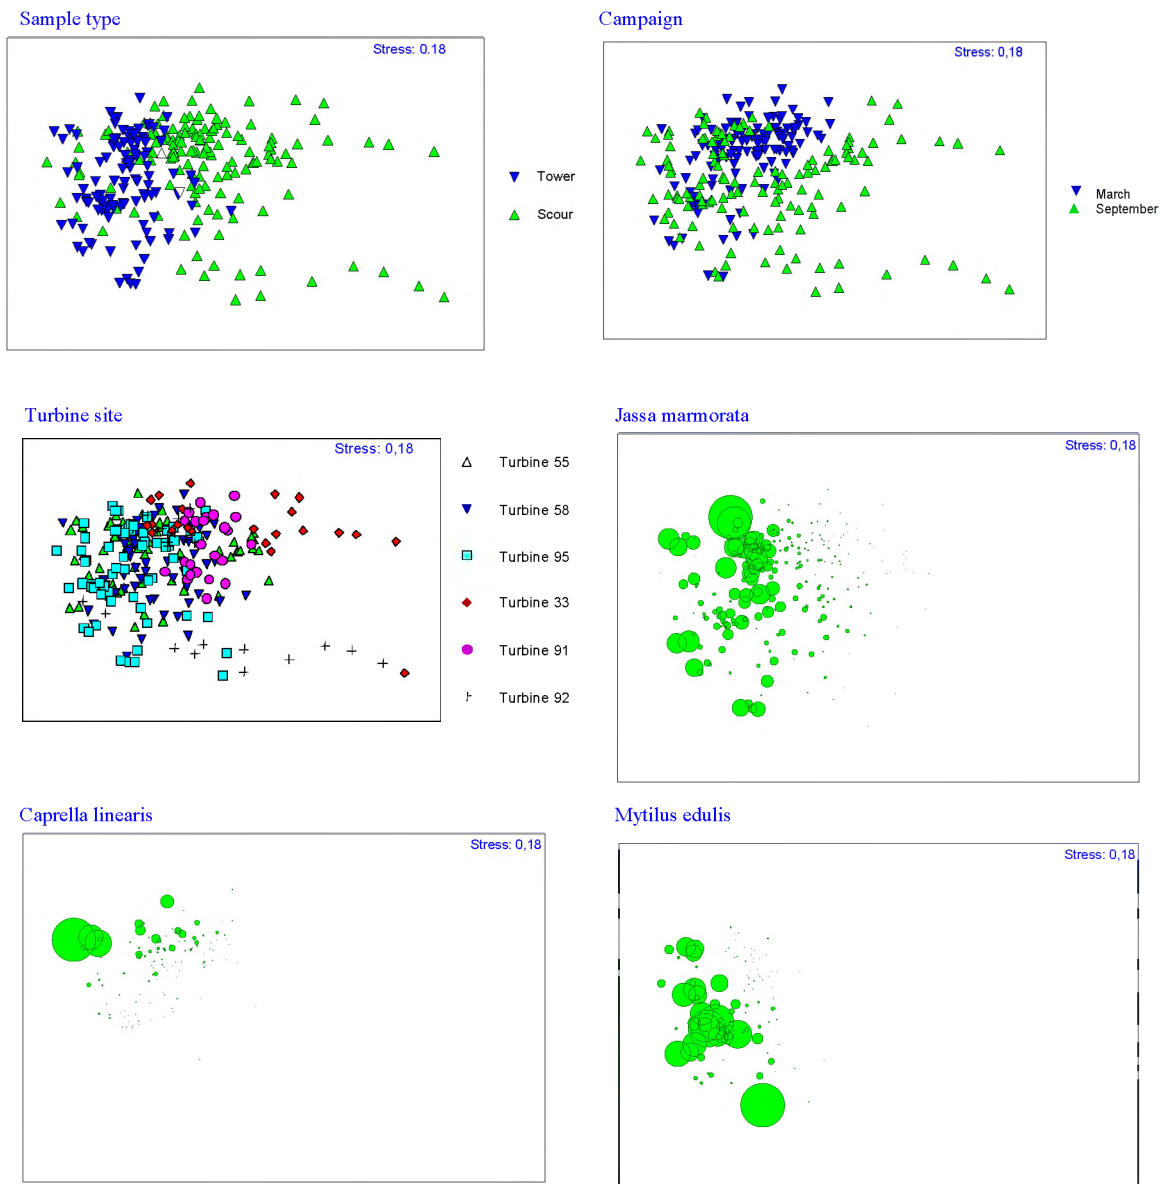 Sample type
Campaign
Stress: 0.18
Stress: 0,18
Tower
Scour
March
September
Turbine site
Jassa marmorata
Stress: 0,18
Stress: 0,18
Turbine 55
Turbine 58
Turbine 95
Turbine 33
Turbine 91
Turbine 92
Caprella linearis
Mytilus edulis
Stress: 0,18
Stress: 0,18